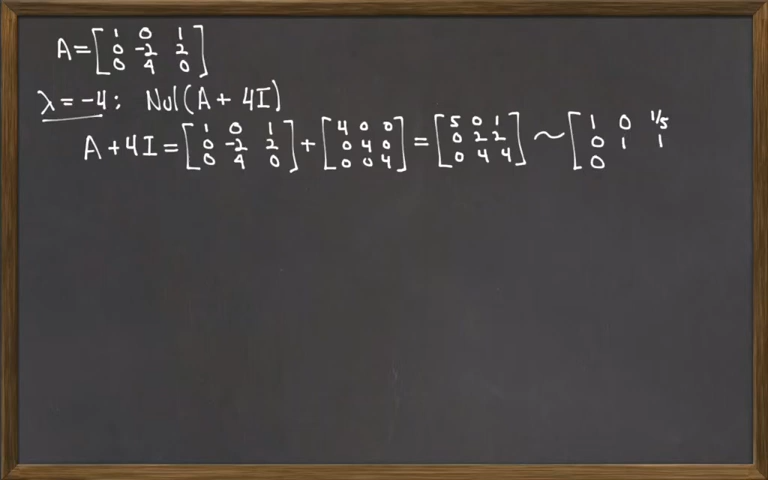 A = [1 0 1; 0 -2 2; 0 4 0]
λ = -4: Nul(A + 4I)
A + 4I = [1 0 1; 0 -2 2; 0 4 0] + [4 0 0; 0 4 0; 0 0 4] = [5 0 1; 0 2 2; 0 4 4] ~ [1 0 1/5; 0 1 1; 0